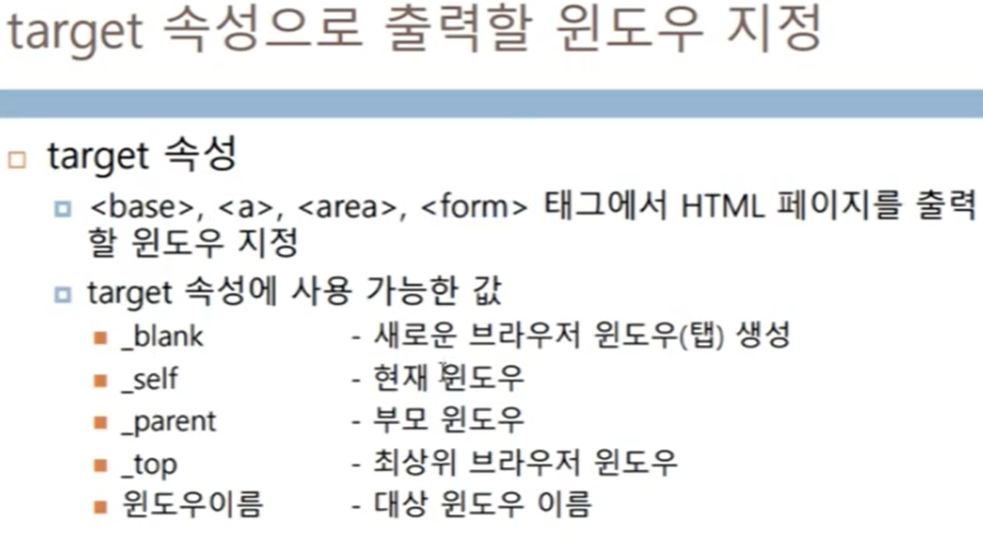 target 속성으로 출력할 윈도우 지정
target 속성
<base>, <a>, <area>, <form> 태그에서 HTML 페이지를 출력
할 윈도우 지정
target 속성에 사용 가능한 값
_blank - 새로운 브라우저 윈도우(탭) 생성
_self - 현재 윈도우
_parent - 부모 윈도우
_top - 최상위 브라우저 윈도우
윈도우이름 - 대상 윈도우 이름